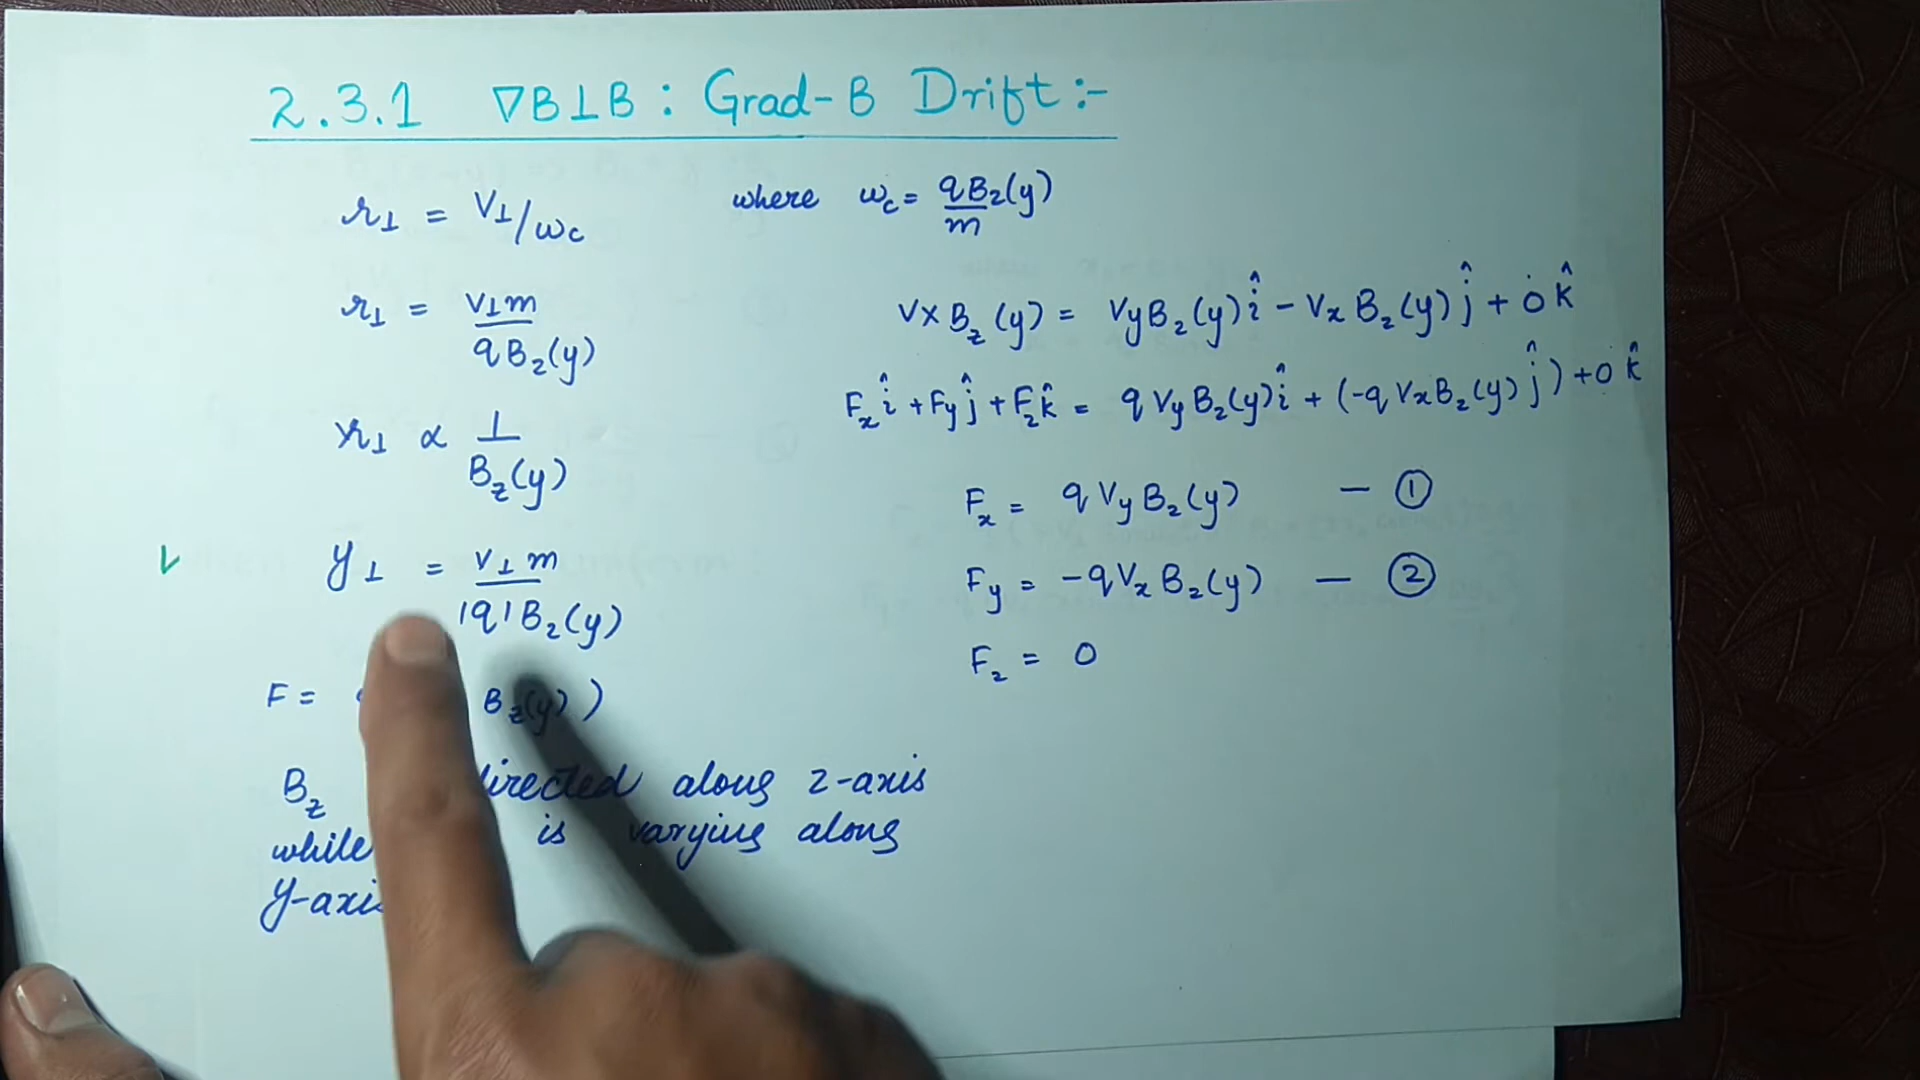 2.3.1 ∇B⊥B : Grad-B Drift :-
r⊥ = V⊥/ωc where ωc = qBz(y)/m
r⊥ = V⊥m/qBz(y)
r⊥ ∝ 1/Bz(y)
y⊥ = V⊥m/|q|Bz(y)
F = Bz(y))
Bz directed along z-axis
while is varying along
y-axis
V×Bz(y) = VyBz(y)î - VxBz(y)ĵ + 0k̂
Fxî + Fyĵ + Fzk̂ = qVyBz(y)î + (-qVxBz(y)ĵ) + 0k̂
Fx = qVyBz(y) — ①
Fy = -qVxBz(y) — ②
Fz = 0